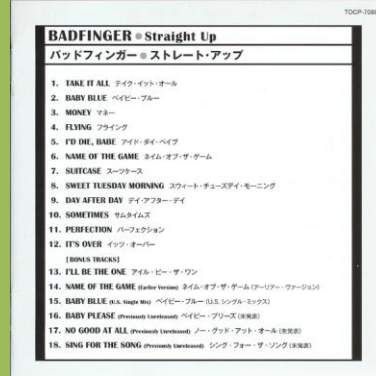 TOCP-708
BADFINGER ● Straight Up
バッドフィンガー ● ストレート・アップ
1. TAKE IT ALL テイク・イット・オール
2. BABY BLUE ベイビー・ブルー
3. MONEY マネー
4. FLYING フライング
5. I'D DIE, BABE アイド・ダイ・ベイブ
6. NAME OF THE GAME ネイム・オブ・ザ・ゲーム
7. SUITCASE スーツケース
8. SWEET TUESDAY MORNING スウィート・チューズデイ・モーニング
9. DAY AFTER DAY デイ・アフター・デイ
10. SOMETIMES サムタイムズ
11. PERFECTION パーフェクション
12. IT'S OVER イッツ・オーバー
[BONUS TRACKS]
13. I'LL BE THE ONE アイル・ビー・ザ・ワン
14. NAME OF THE GAME (Earlier Version) ネイム・オブ・ザ・ゲーム (アーリアー・ヴァージョン)
15. BABY BLUE (U.S. Single Mix) ベイビー・ブルー (U.S. シングル・ミックス)
16. BABY PLEASE (Previously Unreleased) ベイビー・プリーズ (未発表)
17. NO GOOD AT ALL (Previously Unreleased) ノー・グッド・アット・オール (未発表)
18. SING FOR THE SONG (Previously Unreleased) シング・フォー・ザ・ソング (未発表)